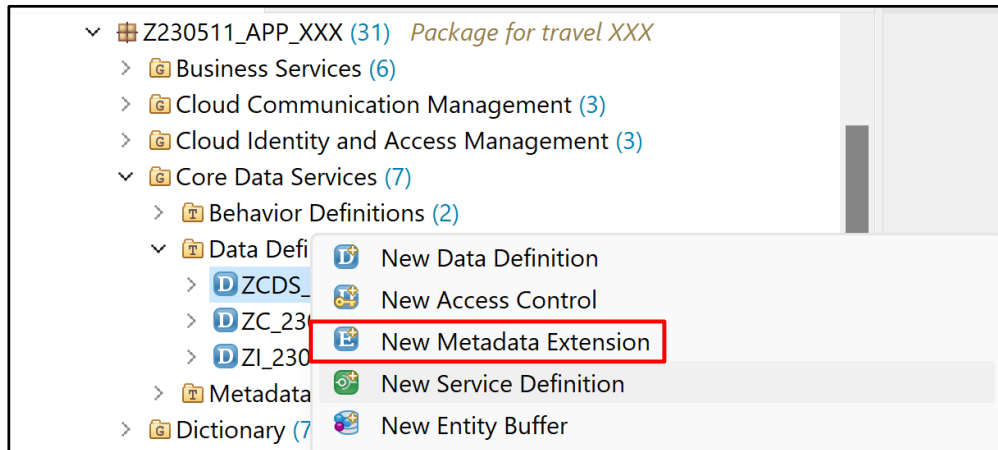 Z230511_APP_XXX (31) Package for travel XXX
Business Services (6)
Cloud Communication Management (3)
Cloud Identity and Access Management (3)
Core Data Services (7)
Behavior Definitions (2)
Data Defi
ZCDS_
ZC_230
ZI_230
Metadata
Dictionary (7
New Data Definition
New Access Control
New Metadata Extension
New Service Definition
New Entity Buffer